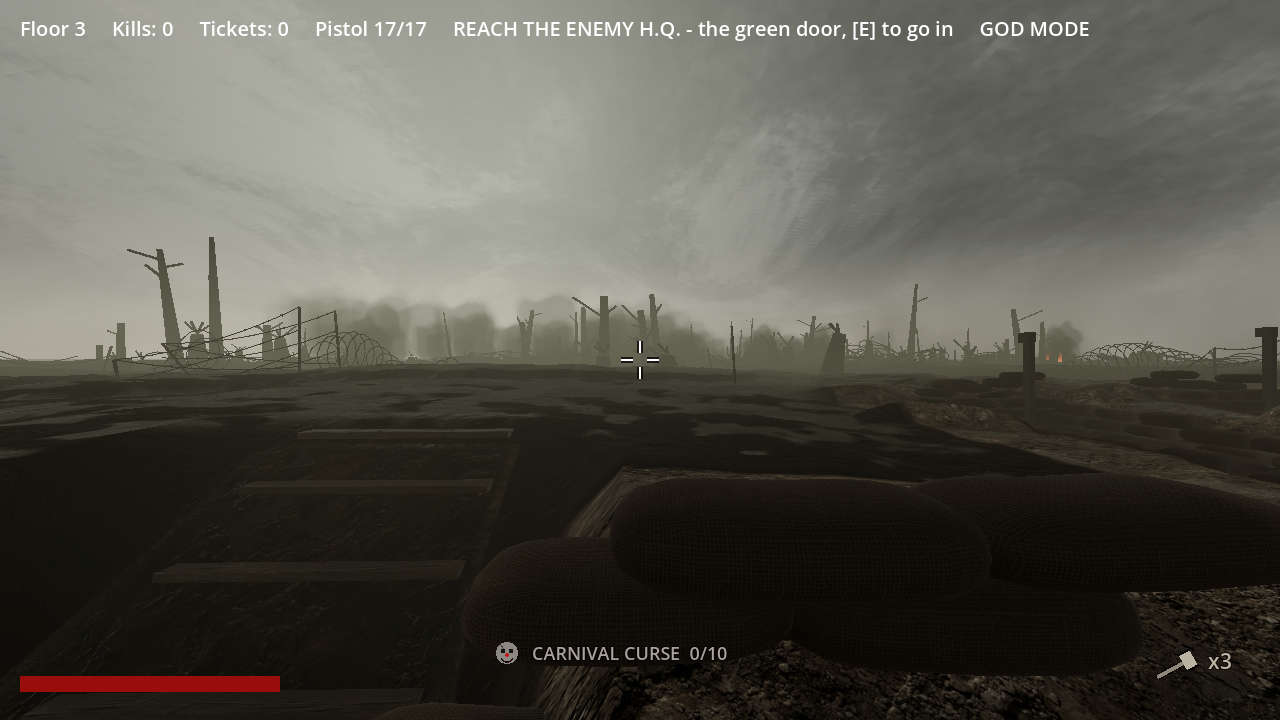 Floor 3 Kills: 0 Tickets: 0 Pistol 17/17 REACH THE ENEMY H.Q. - the green door, [E] to go in GOD MODE
CARNIVAL CURSE 0/10
x3